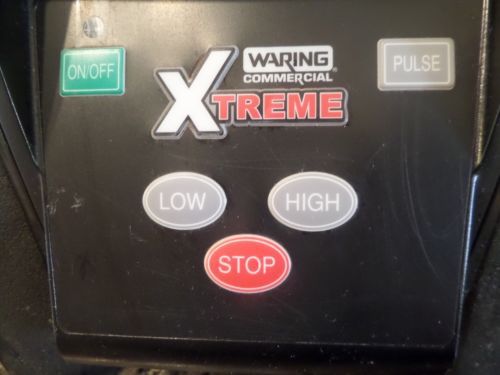 ON/OFF
WARING
COMMERCIAL
XTREME
PULSE
LOW
HIGH
STOP